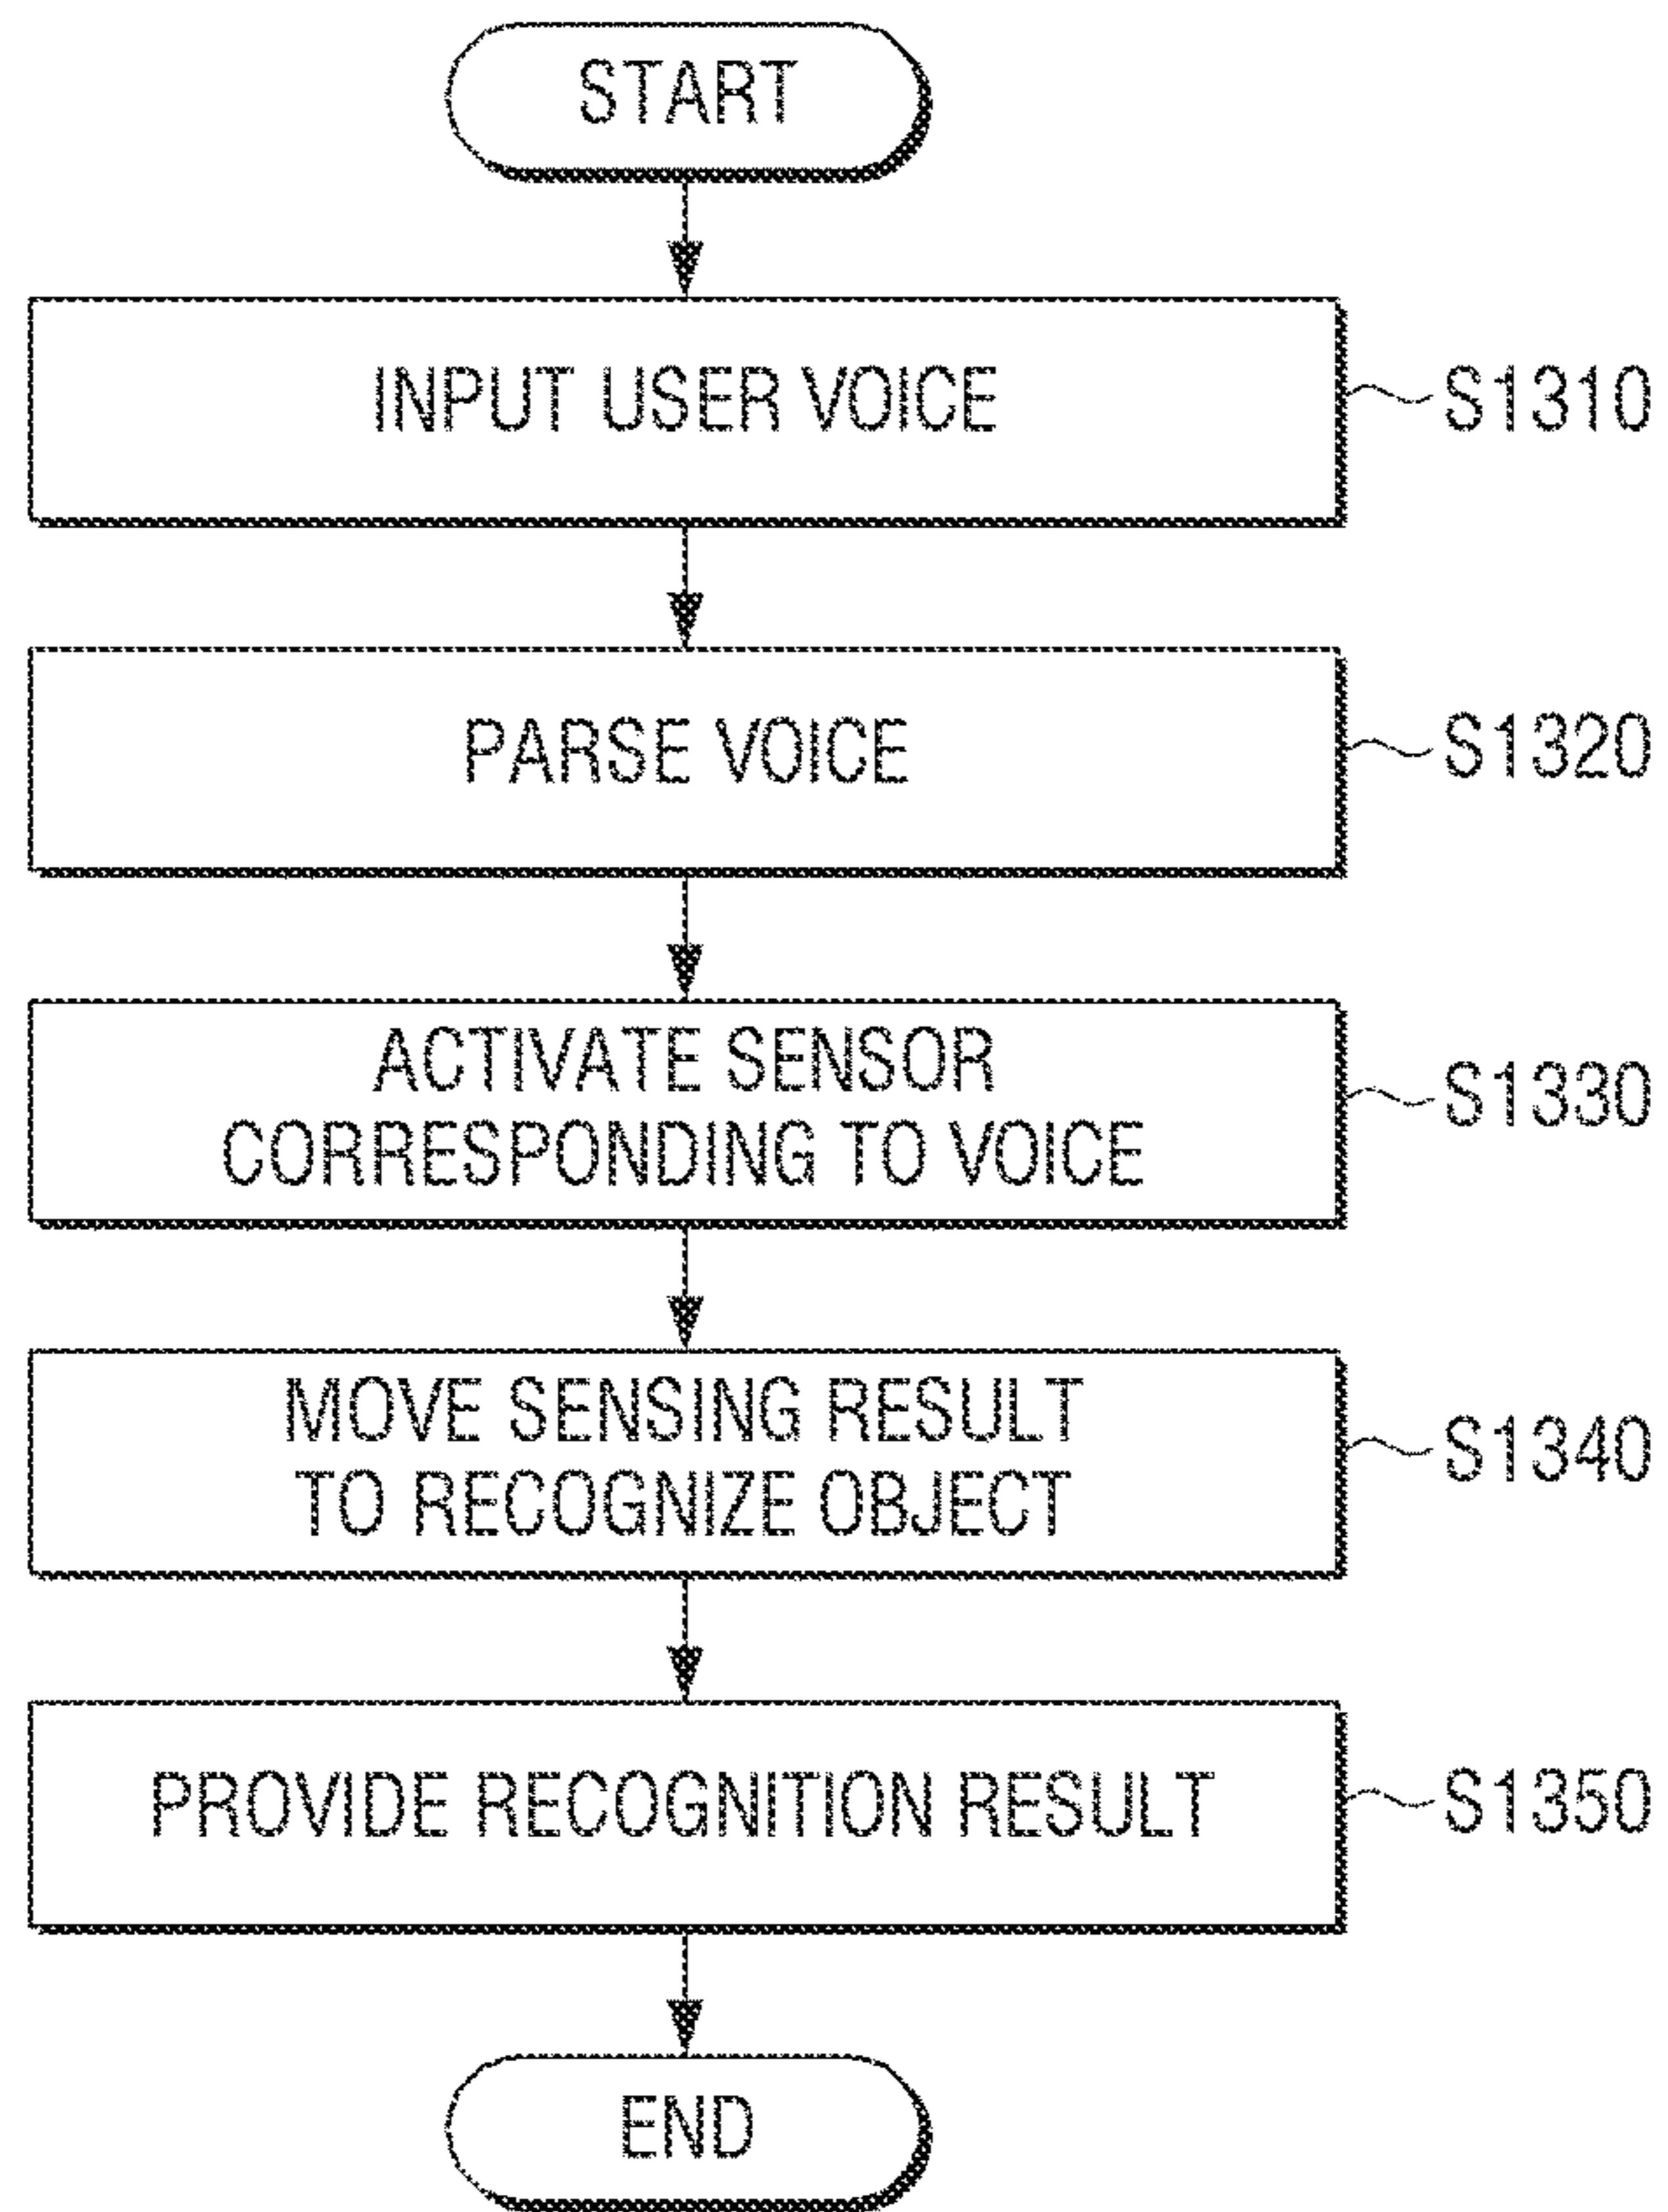 START
INPUT USER VOICE
S1310
PARSE VOICE
S1320
ACTIVATE SENSOR
CORRESPONDING TO VOICE
S1330
MOVE SENSING RESULT
TO RECOGNIZE OBJECT
S1340
PROVIDE RECOGNITION RESULT
S1350
END